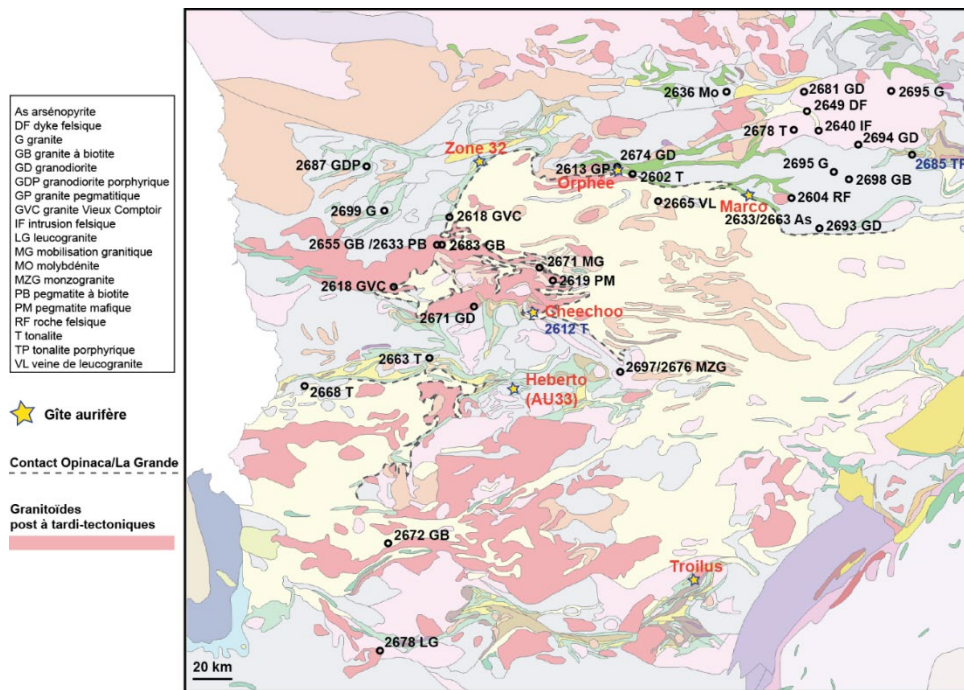 As arsénopyrite
DF dyke felsique
G granite
GB granite à biotite
GD granodiorite
GDP granodiorite porphyrique
GP granite pegmatitique
GVC granite Vieux Comptoir
IF intrusion felsique
LG leucogranite
MG mobilisation granitique
MO molybdénite
MZG monzogranite
PB pegmatite à biotite
PM pegmatite mafique
RF roche felsique
T tonalite
TP tonalite porphyrique
VL veine de leucogranite
Gîte aurifère
Contact Opinaca/La Grande
Granitoïdes
post à tardi-tectoniques
2636 Mo
2681 GD
2695 G
2649 DF
2678 T
2640 IF
2694 GD
Zone 32
2674 GD
2685 TP
2687 GDP
2613 GP
2695 G
Orphée
2602 T
2698 GB
Marco
2604 RF
2665 VL
2699 G
2618 GVC
2633/2663 As
2693 GD
2655 GB /2633 PB
2683 GB
2671 MG
2619 PM
2618 GVC
2671 GD
Cheechoo
2612 T
2663 T
2697/2676 MZG
2668 T
Heberto
(AU33)
2672 GB
Troilus
2678 LG
20 km